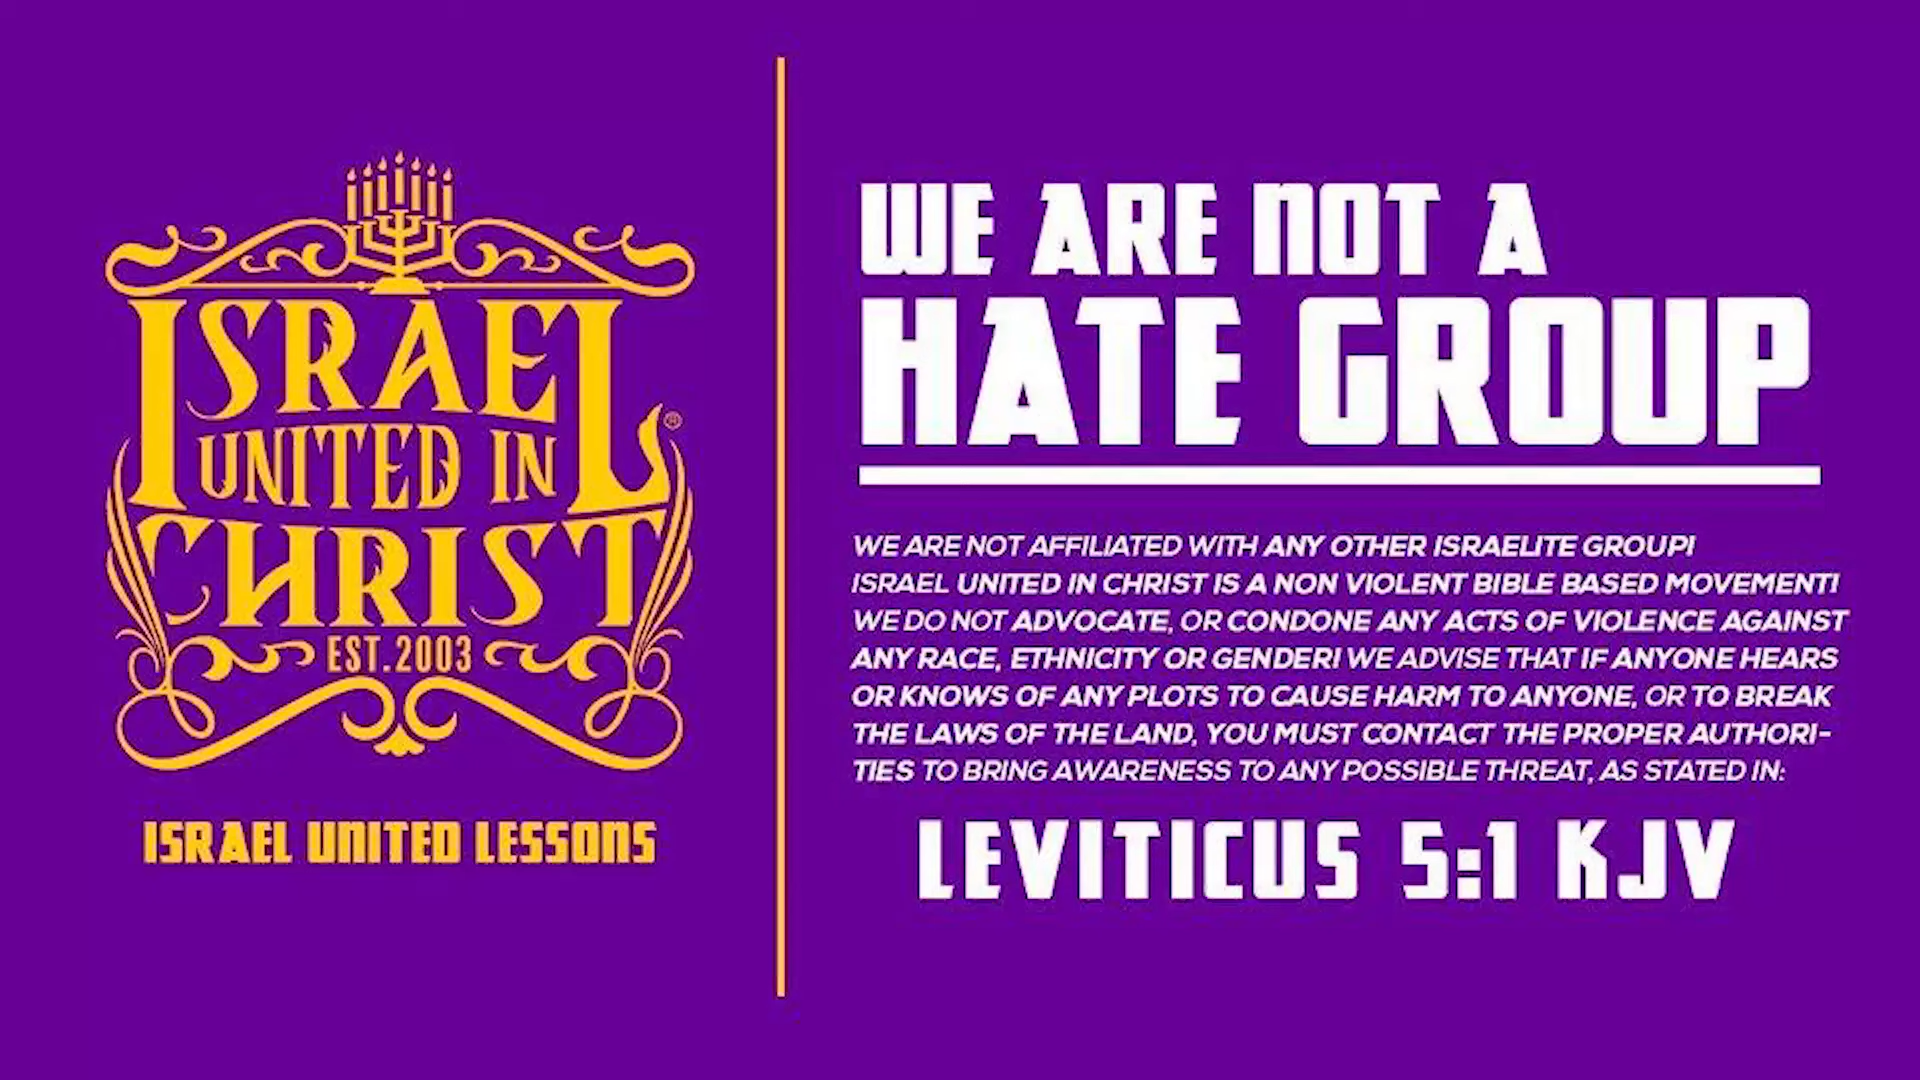 ISRAEL
UNITED IN
CHRIST
®
EST. 2003
ISRAEL UNITED LESSONS
WE ARE NOT A
HATE GROUP
WE ARE NOT AFFILIATED WITH ANY OTHER ISRAELITE GROUP!
ISRAEL UNITED IN CHRIST IS A NON VIOLENT BIBLE BASED MOVEMENT!
WE DO NOT ADVOCATE, OR CONDONE ANY ACTS OF VIOLENCE AGAINST
ANY RACE, ETHNICITY OR GENDER! WE ADVISE THAT IF ANYONE HEARS
OR KNOWS OF ANY PLOTS TO CAUSE HARM TO ANYONE, OR TO BREAK
THE LAWS OF THE LAND, YOU MUST CONTACT THE PROPER AUTHORI-
TIES TO BRING AWARENESS TO ANY POSSIBLE THREAT, AS STATED IN:
LEVITICUS 5:1 KJV